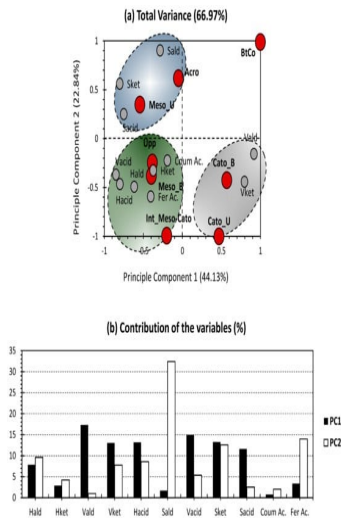 (a) Total Variance (66.97%)
BtCo
1
Sald
Acro
0.5
Sket
Meso_U
Sacid
0
Opp
Vald
Vacid
Coum Ac.
Hket
Hald
Cato_B
Meso_B
Vket
-0.5
Hacid
Fer Ac.
Int_Meso
Cato
Cato_U
-1
-1
-0.5
0
0.5
1
Principle Component 2 (22.84%)
Principle Component 1 (44.13%)
(b) Contribution of the variables (%)
35
30
25
20
15
10
5
0
PC1
PC2
Hald Hket Vald Vket Hacid Sald Vacid Sket Sacid Coum Ac. Fer Ac.